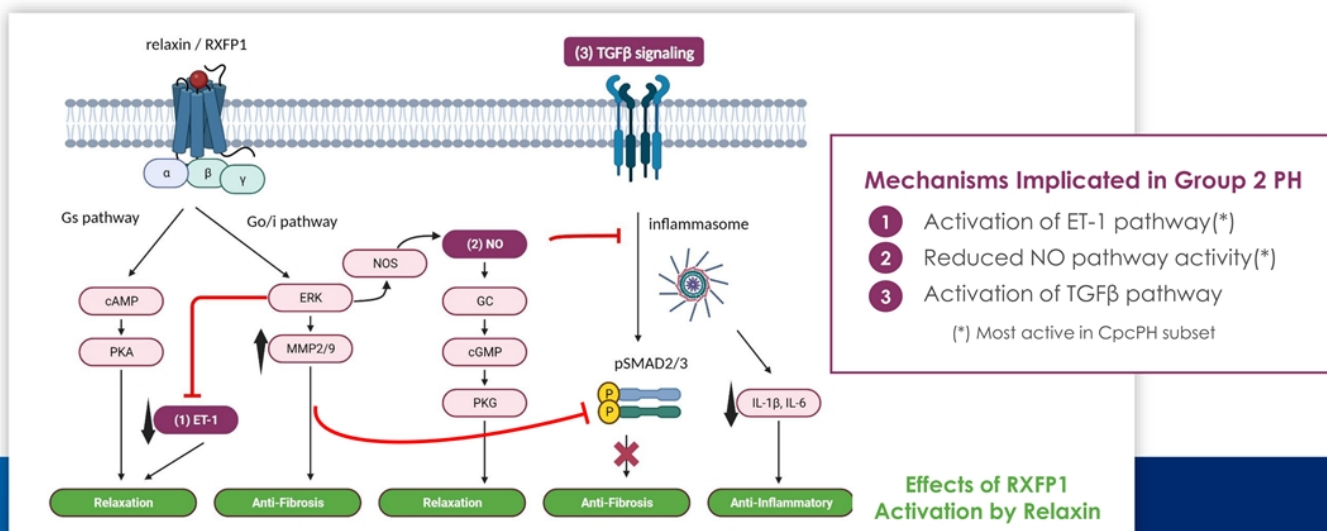 relaxin / RXFP1
(3) TGFβ signaling
α
β
γ
Gs pathway
Go/i pathway
cAMP
PKA
(1) ET-1
ERK
MMP2/9
NOS
(2) NO
GC
cGMP
PKG
inflammasome
pSMAD2/3
P
P
IL-1β, IL-6
Relaxation
Anti-Fibrosis
Relaxation
Anti-Fibrosis
Anti-Inflammatory
Mechanisms Implicated in Group 2 PH
1 Activation of ET-1 pathway(*)
2 Reduced NO pathway activity(*)
3 Activation of TGFβ pathway
(*) Most active in CpcPH subset
Effects of RXFP1
Activation by Relaxin